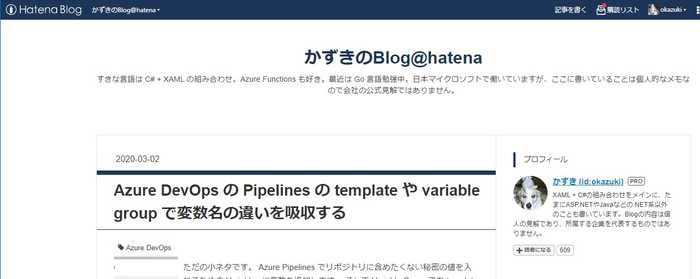 Hatena Blog かずきのBlog@hatena 記事を書く 購読リスト okazuki
かずきのBlog@hatena
すきな言語は C# + XAML の組み合わせ。Azure Functions も好き。最近は Go 言語勉強中。日本マイクロソフトで働いていますが、ここに書いていることは個人的なメモな
ので会社の公式見解ではありません。
2020-03-02
Azure DevOps の Pipelines の template や variable
group で変数名の違いを吸収する
Azure DevOps
ただの小ネタです。 Azure Pipelines でリポジトリに含めたくない秘密の値を入
プロフィール
かずき (id:okazuki) PRO
XAML + C#の組み合わせをメインに、た
まにASP.NETやJavaなどの.NET系以外
のことも書いています。Blogの内容は個
人の見解であり、所属する企業を代表するものではあ
りません。
読者になる 609